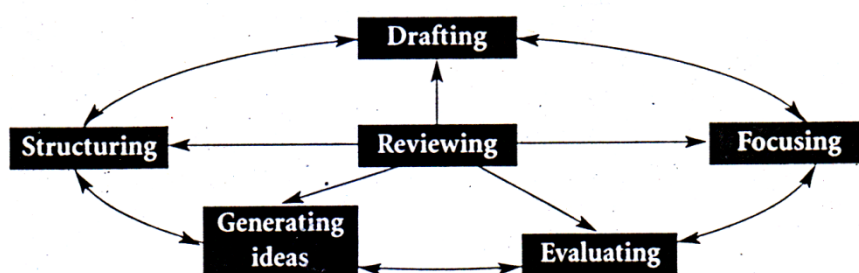 Drafting
Structuring
Reviewing
Focusing
Generating
ideas
Evaluating